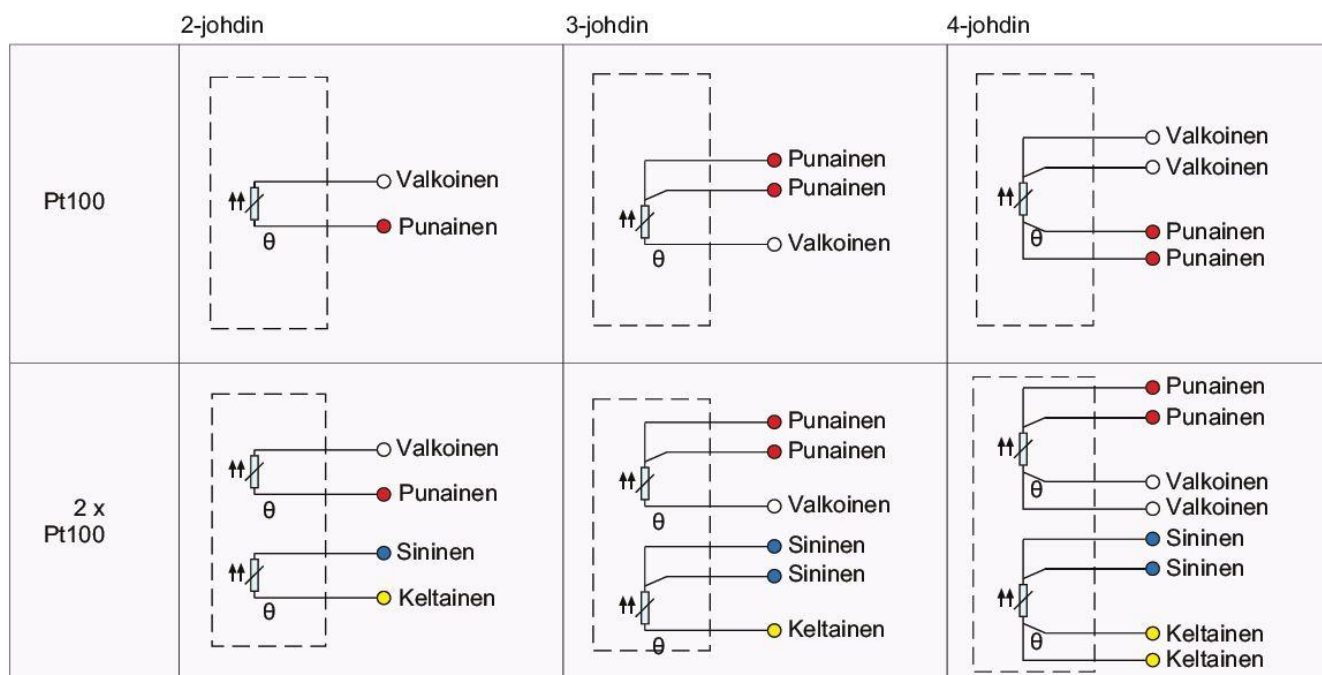 2-johdin
3-johdin
4-johdin
Pt100
Valkoinen
Punainen
θ
Punainen
Punainen
Valkoinen
θ
Valkoinen
Valkoinen
Punainen
Punainen
θ
2 x
Pt100
Valkoinen
Punainen
θ
Sininen
Keltainen
θ
Punainen
Punainen
Valkoinen
θ
Sininen
Sininen
Keltainen
θ
Punainen
Punainen
Valkoinen
Valkoinen
θ
Sininen
Sininen
Keltainen
Keltainen
θ